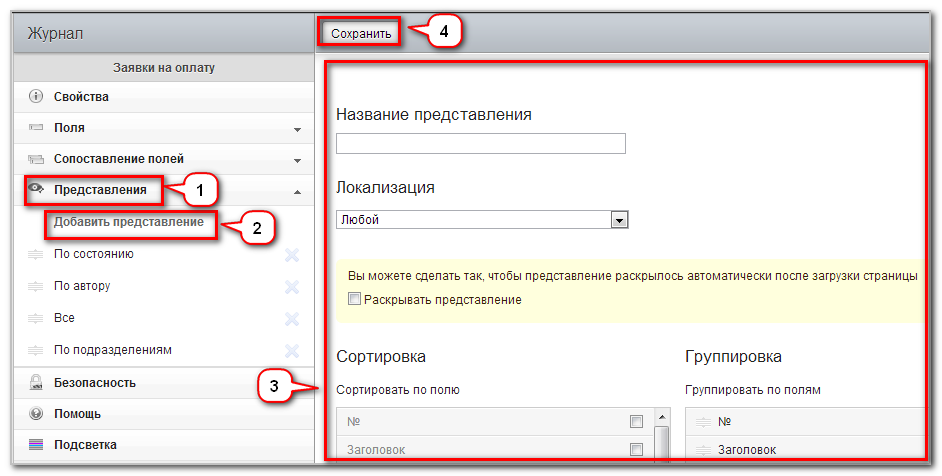 Журнал
Сохранить
4
Заявки на оплату
Свойства
Поля
Сопоставление полей
Представления
1
Добавить представление
2
По состоянию
По автору
Все
По подразделениям
Безопасность
Помощь
Подсветка
3
Название представления
Локализация
Любой
Вы можете сделать так, чтобы представление раскрылось автоматически после загрузки страницы
Раскрывать представление
Сортировка
Сортировать по полю
№
Заголовок
Группировка
Группировать по полям
№
Заголовок